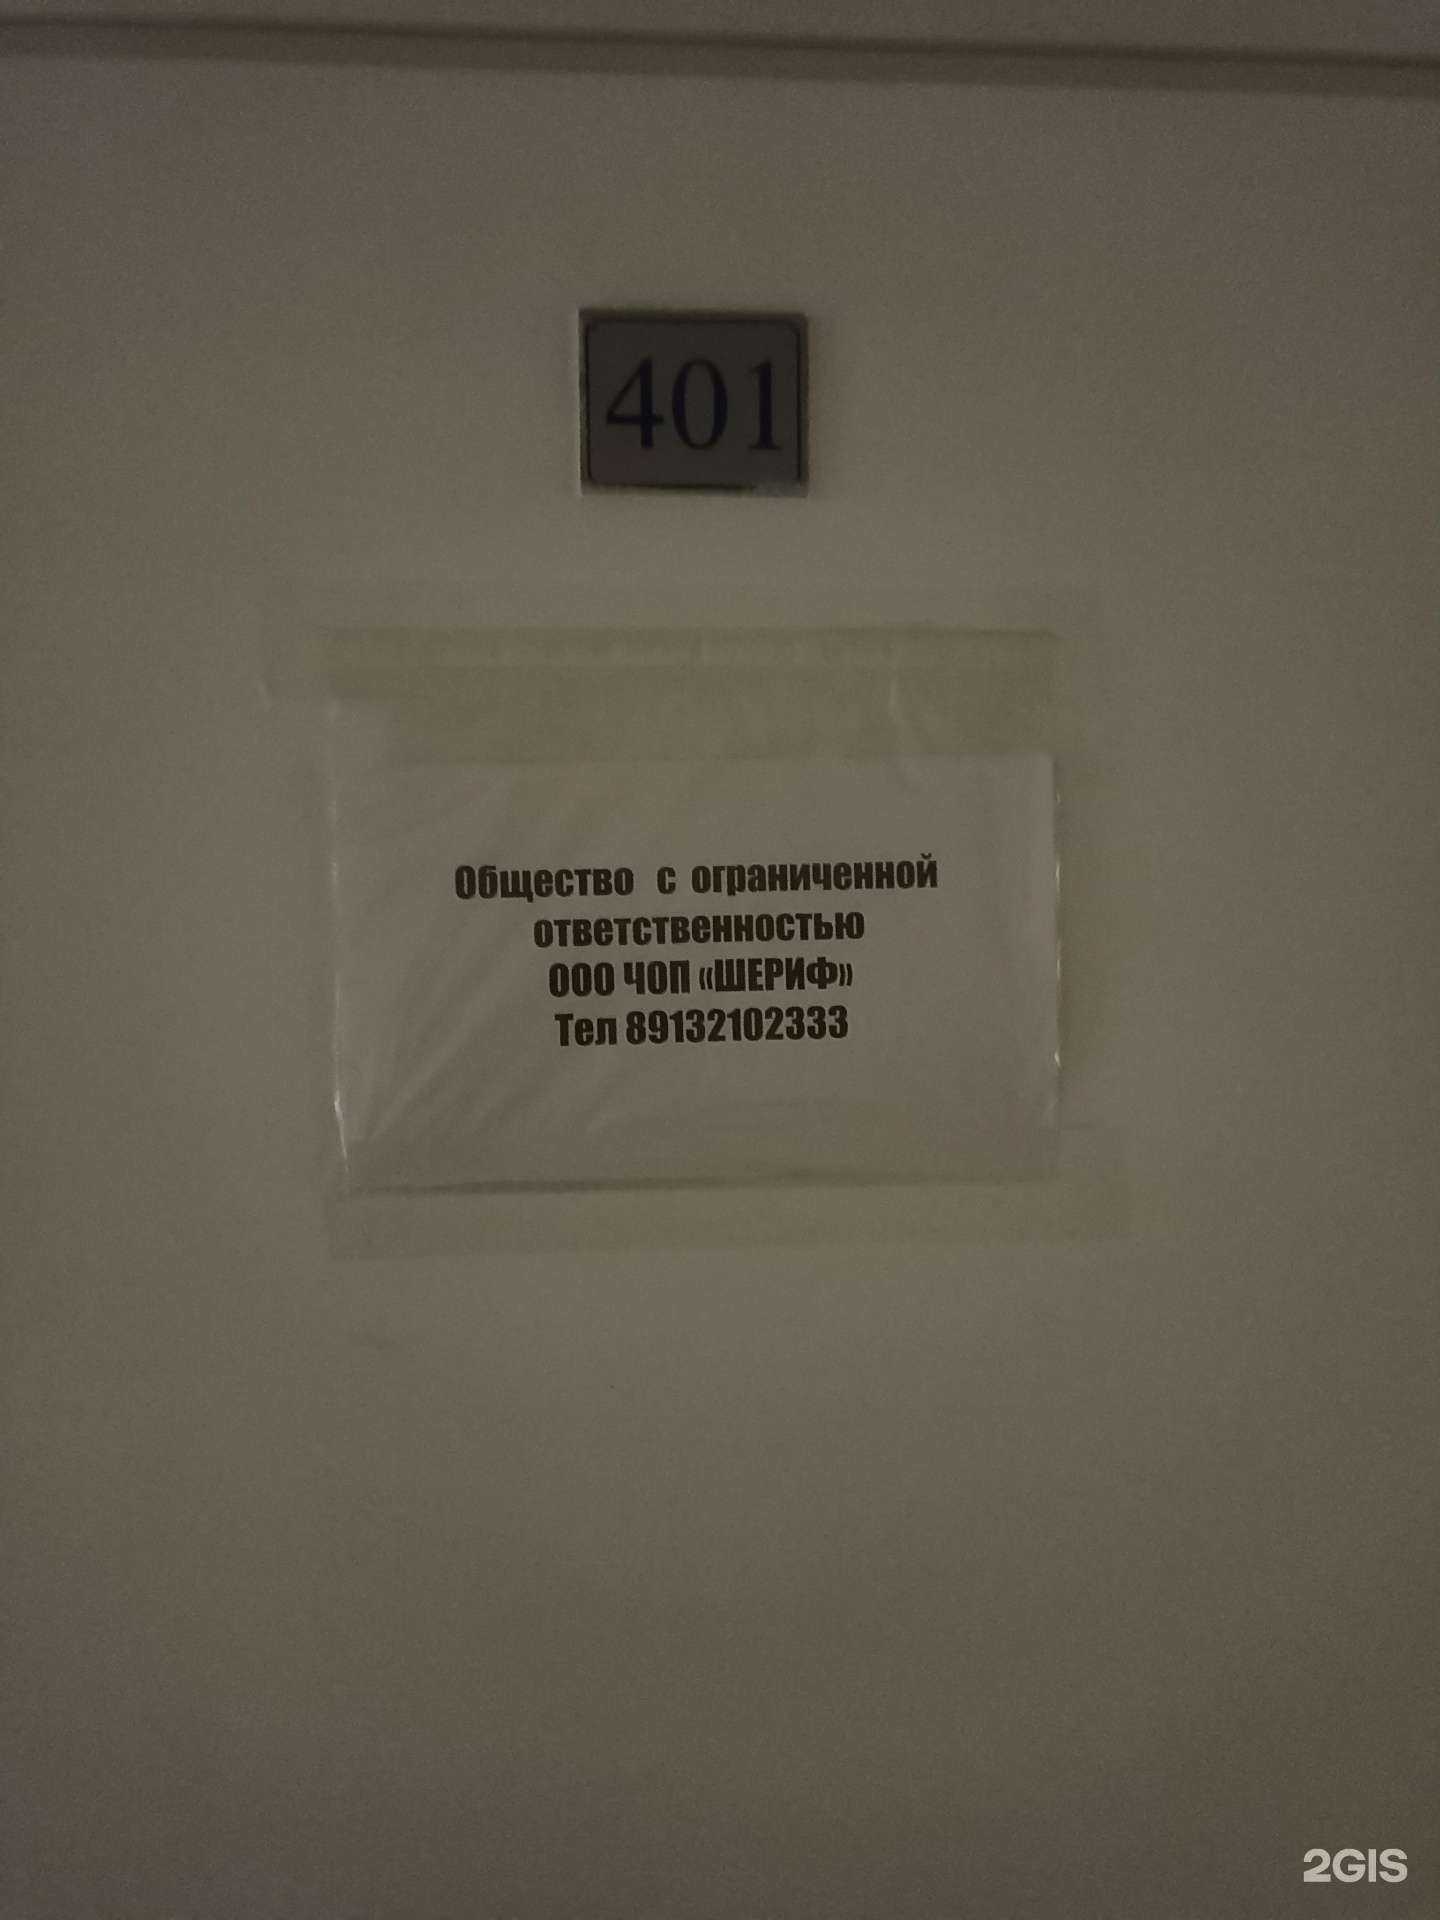 401
Общество с ограниченной
ответственностью
ООО ЧОП «ШЕРИФ»
Тел 89132102333
2GIS